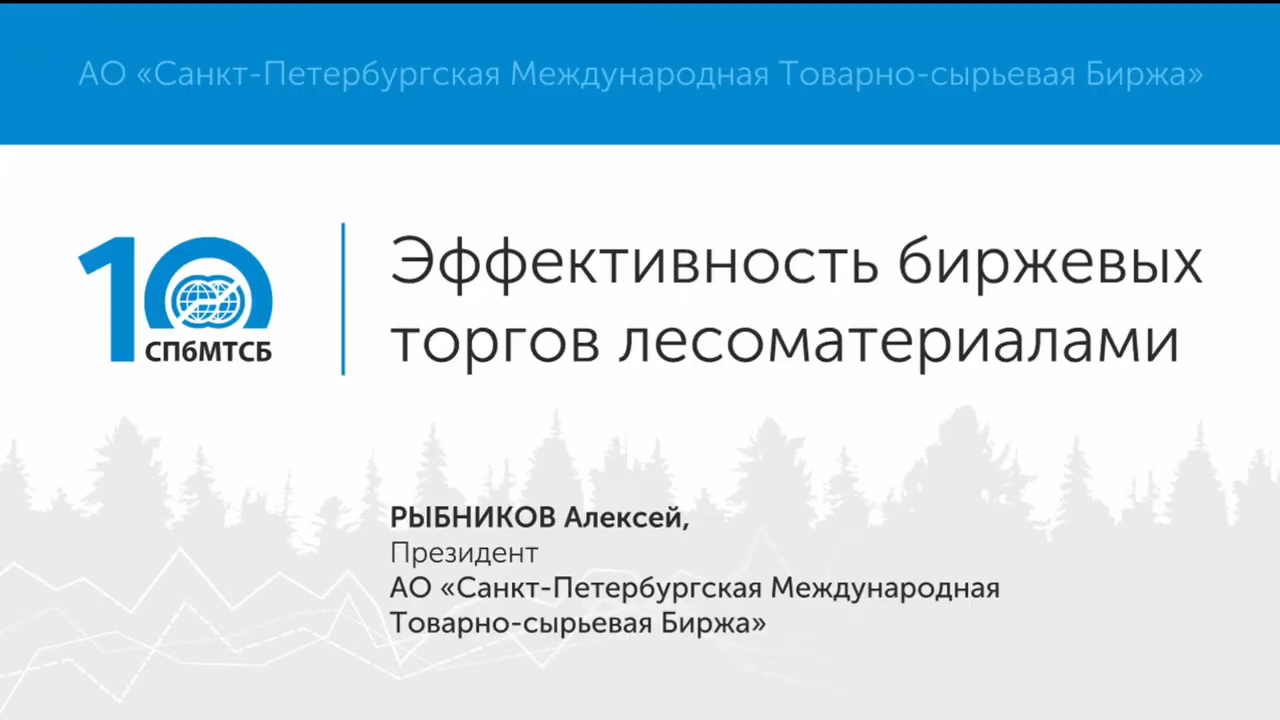 АО «Санкт-Петербургская Международная Товарно-сырьевая Биржа»
10
СПбМТСБ
Эффективность биржевых
торгов лесоматериалами
РЫБНИКОВ Алексей,
Президент
АО «Санкт-Петербургская Международная
Товарно-сырьевая Биржа»